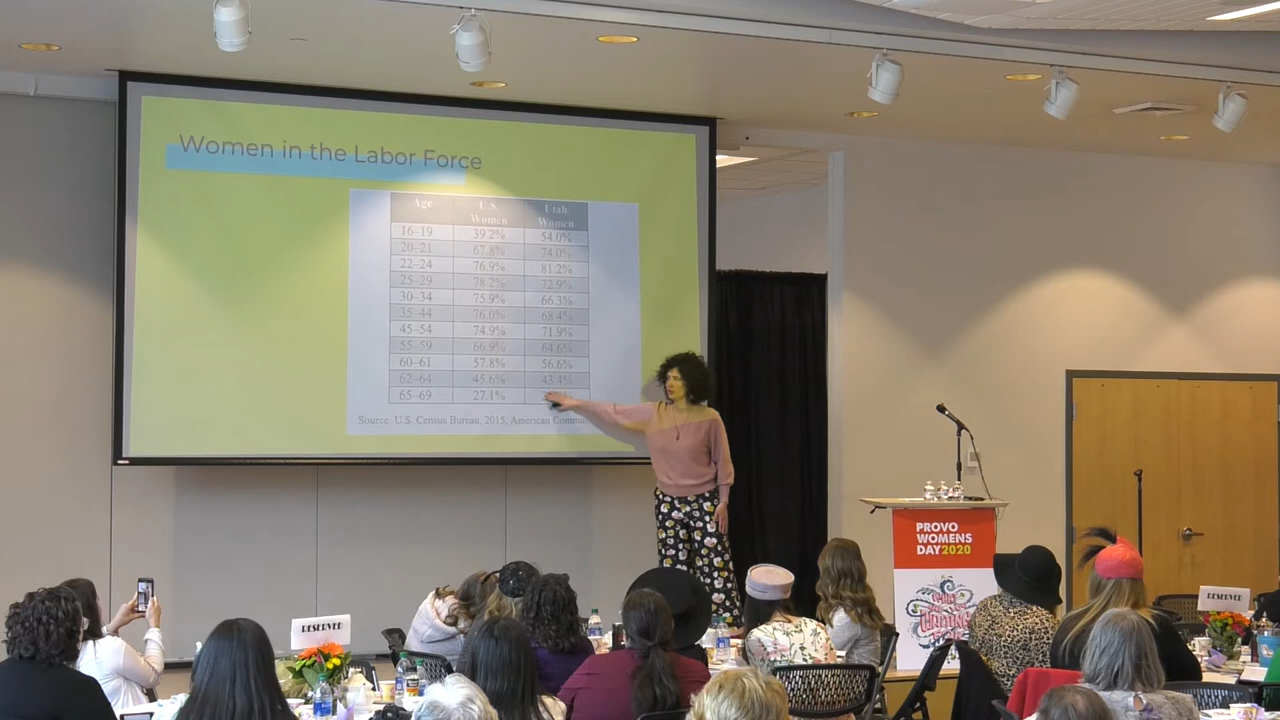 Women in the Labor Force
Age U.S. Women Utah Women
16–19 39.2% 54.0%
20–21 67.8% 74.0%
22–24 76.9% 81.2%
25–29 78.2% 72.9%
30–34 75.9% 66.3%
35–44 76.0% 68.4%
45–54 74.9% 71.9%
55–59 66.9% 64.6%
60–61 57.8% 56.6%
62–64 45.6% 43.4%
65–69 27.1%
Source: U.S. Census Bureau, 2015, American
PROVO
WOMENS
DAY2020
RESERVED
RESERVED